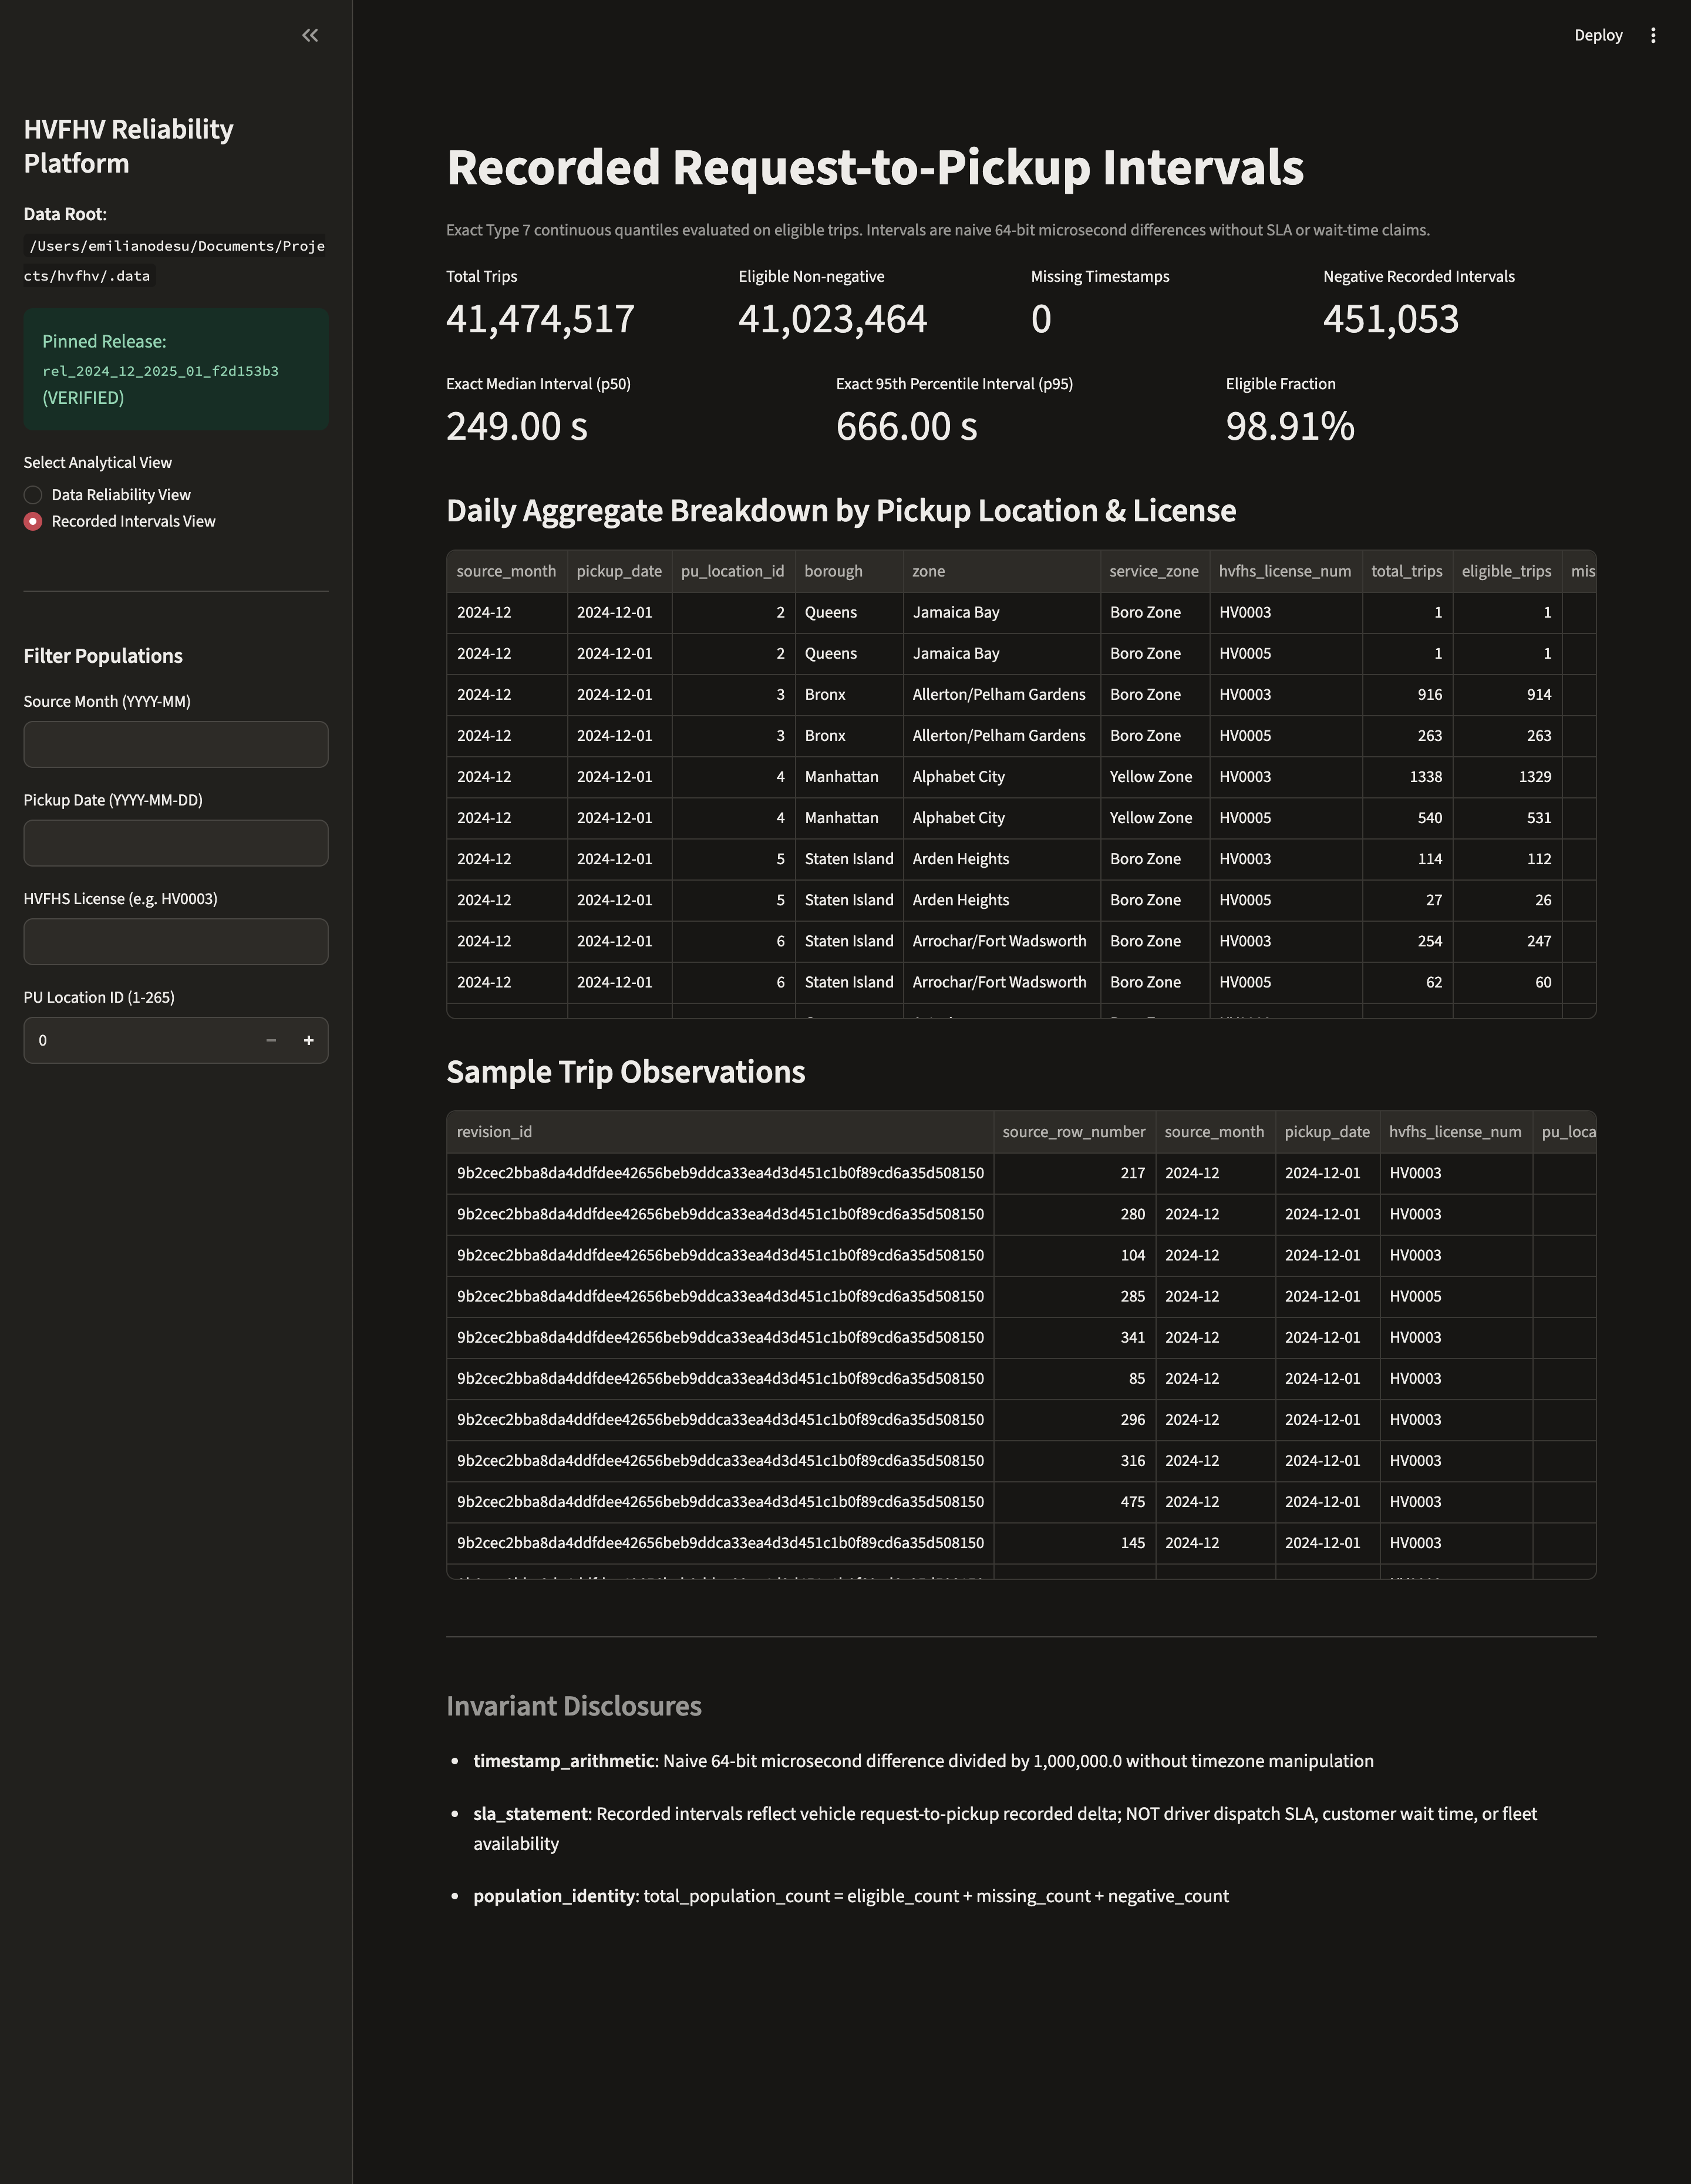 Deploy
HVFHV Reliability
Platform
Data Root:
/Users/emilianodesu/Documents/Proje
cts/hvfhv/.data
Pinned Release:
rel_2024_12_2025_01_f2d153b3
(VERIFIED)
Select Analytical View
Data Reliability View
Recorded Intervals View
Filter Populations
Source Month (YYYY-MM)
Pickup Date (YYYY-MM-DD)
HVFHS License (e.g. HV0003)
PU Location ID (1-265)
0
Recorded Request-to-Pickup Intervals
Exact Type 7 continuous quantiles evaluated on eligible trips. Intervals are naive 64-bit microsecond differences without SLA or wait-time claims.
Total Trips Eligible Non-negative Missing Timestamps Negative Recorded Intervals
41,474,517 41,023,464 0 451,053
Exact Median Interval (p50) Exact 95th Percentile Interval (p95) Eligible Fraction
249.00 s 666.00 s 98.91%
Daily Aggregate Breakdown by Pickup Location & License
source_month pickup_date pu_location_id borough zone service_zone hvfhs_license_num total_trips eligible_trips mis
2024-12 2024-12-01 2 Queens Jamaica Bay Boro Zone HV0003 1 1
2024-12 2024-12-01 2 Queens Jamaica Bay Boro Zone HV0005 1 1
2024-12 2024-12-01 3 Bronx Allerton/Pelham Gardens Boro Zone HV0003 916 914
2024-12 2024-12-01 3 Bronx Allerton/Pelham Gardens Boro Zone HV0005 263 263
2024-12 2024-12-01 4 Manhattan Alphabet City Yellow Zone HV0003 1338 1329
2024-12 2024-12-01 4 Manhattan Alphabet City Yellow Zone HV0005 540 531
2024-12 2024-12-01 5 Staten Island Arden Heights Boro Zone HV0003 114 112
2024-12 2024-12-01 5 Staten Island Arden Heights Boro Zone HV0005 27 26
2024-12 2024-12-01 6 Staten Island Arrochar/Fort Wadsworth Boro Zone HV0003 254 247
2024-12 2024-12-01 6 Staten Island Arrochar/Fort Wadsworth Boro Zone HV0005 62 60
Sample Trip Observations
revision_id source_row_number source_month pickup_date hvfhs_license_num pu_loca
9b2cec2bba8da4ddfdee42656beb9ddca33ea4d3d451c1b0f89cd6a35d508150 217 2024-12 2024-12-01 HV0003
9b2cec2bba8da4ddfdee42656beb9ddca33ea4d3d451c1b0f89cd6a35d508150 280 2024-12 2024-12-01 HV0003
9b2cec2bba8da4ddfdee42656beb9ddca33ea4d3d451c1b0f89cd6a35d508150 104 2024-12 2024-12-01 HV0003
9b2cec2bba8da4ddfdee42656beb9ddca33ea4d3d451c1b0f89cd6a35d508150 285 2024-12 2024-12-01 HV0005
9b2cec2bba8da4ddfdee42656beb9ddca33ea4d3d451c1b0f89cd6a35d508150 341 2024-12 2024-12-01 HV0003
9b2cec2bba8da4ddfdee42656beb9ddca33ea4d3d451c1b0f89cd6a35d508150 85 2024-12 2024-12-01 HV0003
9b2cec2bba8da4ddfdee42656beb9ddca33ea4d3d451c1b0f89cd6a35d508150 296 2024-12 2024-12-01 HV0003
9b2cec2bba8da4ddfdee42656beb9ddca33ea4d3d451c1b0f89cd6a35d508150 316 2024-12 2024-12-01 HV0003
9b2cec2bba8da4ddfdee42656beb9ddca33ea4d3d451c1b0f89cd6a35d508150 475 2024-12 2024-12-01 HV0003
9b2cec2bba8da4ddfdee42656beb9ddca33ea4d3d451c1b0f89cd6a35d508150 145 2024-12 2024-12-01 HV0003
Invariant Disclosures
• timestamp_arithmetic: Naive 64-bit microsecond difference divided by 1,000,000.0 without timezone manipulation
• sla_statement: Recorded intervals reflect vehicle request-to-pickup recorded delta; NOT driver dispatch SLA, customer wait time, or fleet
availability
• population_identity: total_population_count = eligible_count + missing_count + negative_count